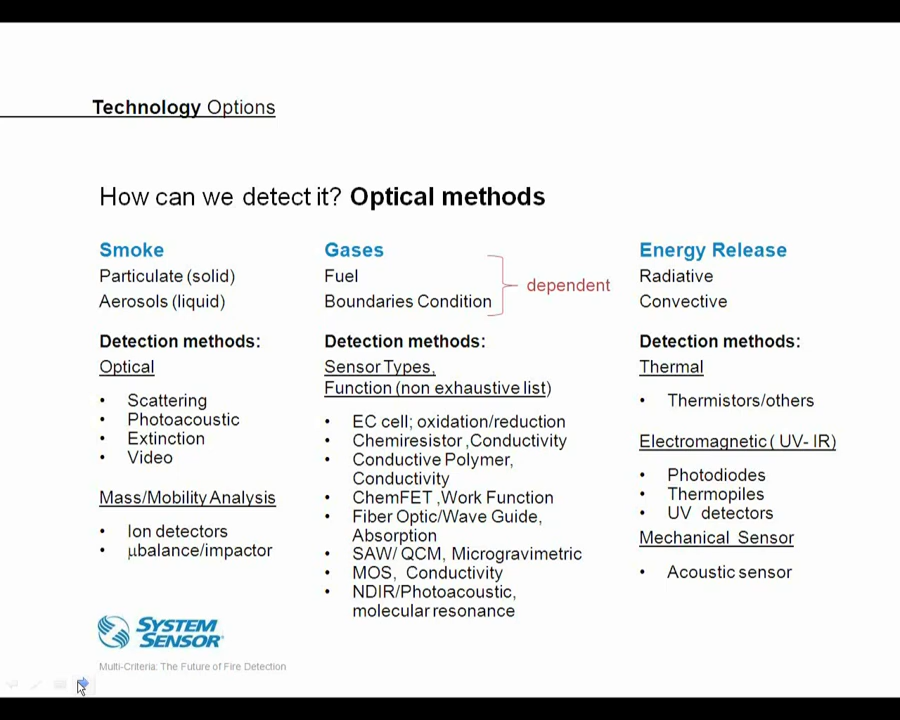 Technology Options
How can we detect it? Optical methods
Smoke
Particulate (solid)
Aerosols (liquid)
Detection methods:
Optical
• Scattering
• Photoacoustic
• Extinction
• Video
Mass/Mobility Analysis
• Ion detectors
• µbalance/impactor
Gases
Fuel
Boundaries Condition
dependent
Detection methods:
Sensor Types,
Function (non exhaustive list)
• EC cell; oxidation/reduction
• Chemiresistor ,Conductivity
• Conductive Polymer,
Conductivity
• ChemFET ,Work Function
• Fiber Optic/Wave Guide,
Absorption
• SAW/ QCM, Microgravimetric
• MOS, Conductivity
• NDIR/Photoacoustic,
molecular resonance
Energy Release
Radiative
Convective
Detection methods:
Thermal
• Thermistors/others
Electromagnetic ( UV- IR)
• Photodiodes
• Thermopiles
• UV detectors
Mechanical Sensor
• Acoustic sensor
SYSTEM
SENSOR
Multi-Criteria: The Future of Fire Detection